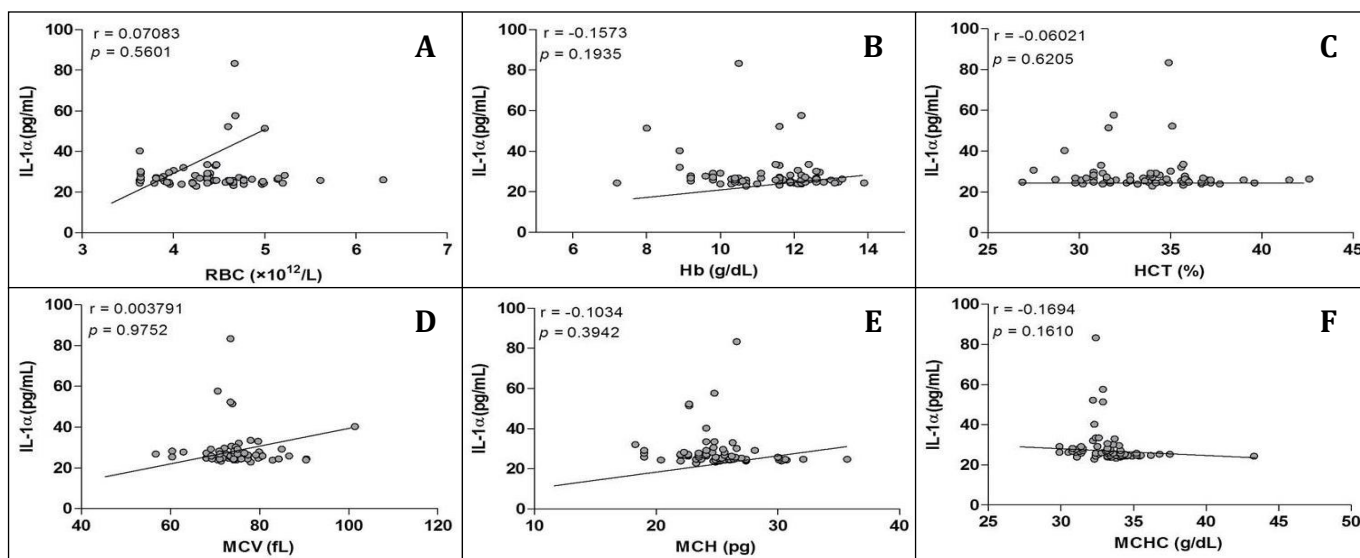 r = 0.07083
p = 0.5601
A
IL-1α(pg/mL)
100
80
60
40
20
0
3 4 5 6 7
RBC (×10¹²/L)
r = -0.1573
p = 0.1935
B
IL-1α(pg/mL)
100
80
60
40
20
0
6 8 10 12 14
Hb (g/dL)
r = -0.06021
p = 0.6205
C
IL-1α(pg/mL)
100
80
60
40
20
0
25 30 35 40 45
HCT (%)
r = 0.003791
p = 0.9752
D
IL-1α(pg/mL)
100
80
60
40
20
0
40 60 80 100 120
MCV (fL)
r = -0.1034
p = 0.3942
E
IL-1α(pg/mL)
100
80
60
40
20
0
10 20 30 40
MCH (pg)
r = -0.1694
p = 0.1610
F
IL-1α(pg/mL)
100
80
60
40
20
0
25 30 35 40 45 50
MCHC (g/dL)